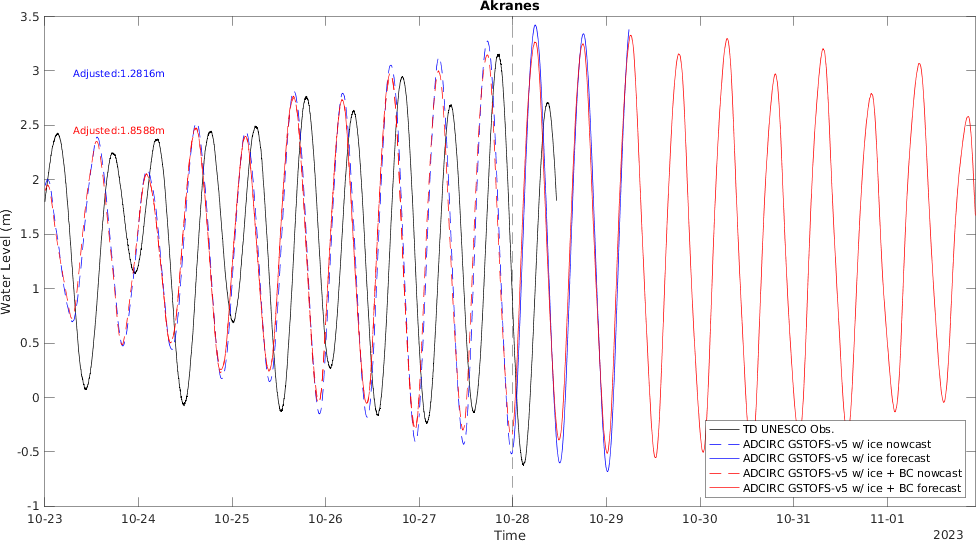 Akranes
3.5
3
2.5
2
1.5
1
0.5
0
-0.5
-1
Water Level (m)
Adjusted:1.2816m
Adjusted:1.8588m
TD UNESCO Obs.
ADCIRC GSTOFS-v5 w/ ice nowcast
ADCIRC GSTOFS-v5 w/ ice forecast
ADCIRC GSTOFS-v5 w/ ice + BC nowcast
ADCIRC GSTOFS-v5 w/ ice + BC forecast
10-23 10-24 10-25 10-26 10-27 10-28 10-29 10-30 10-31 11-01
Time
2023